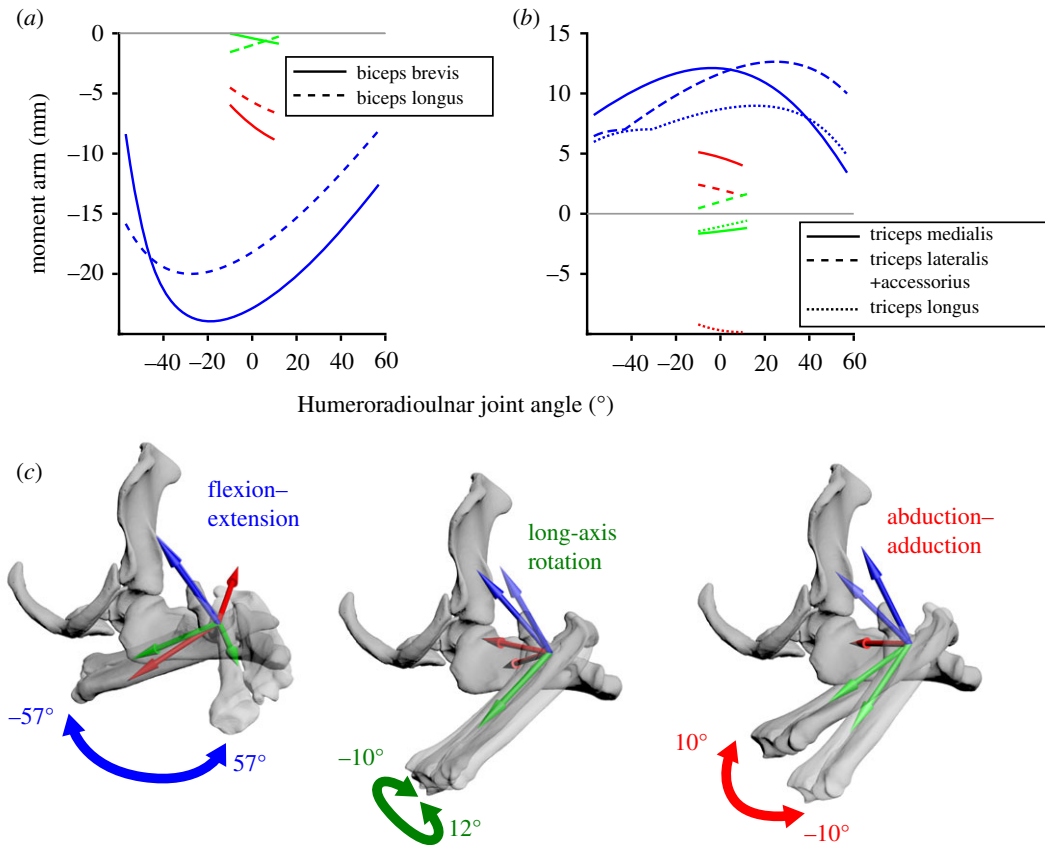 (a)
(b)
0
–5
–10
–15
–20
moment arm (mm)
biceps brevis
biceps longus
–40
–20
0
20
40
60
15
10
5
0
–5
triceps medialis
triceps lateralis
+accessorius
triceps longus
–40
–20
0
20
40
60
Humeroradioulnar joint angle (°)
(c)
flexion–
extension
–57°
57°
long-axis
rotation
–10°
12°
abduction–
adduction
10°
–10°